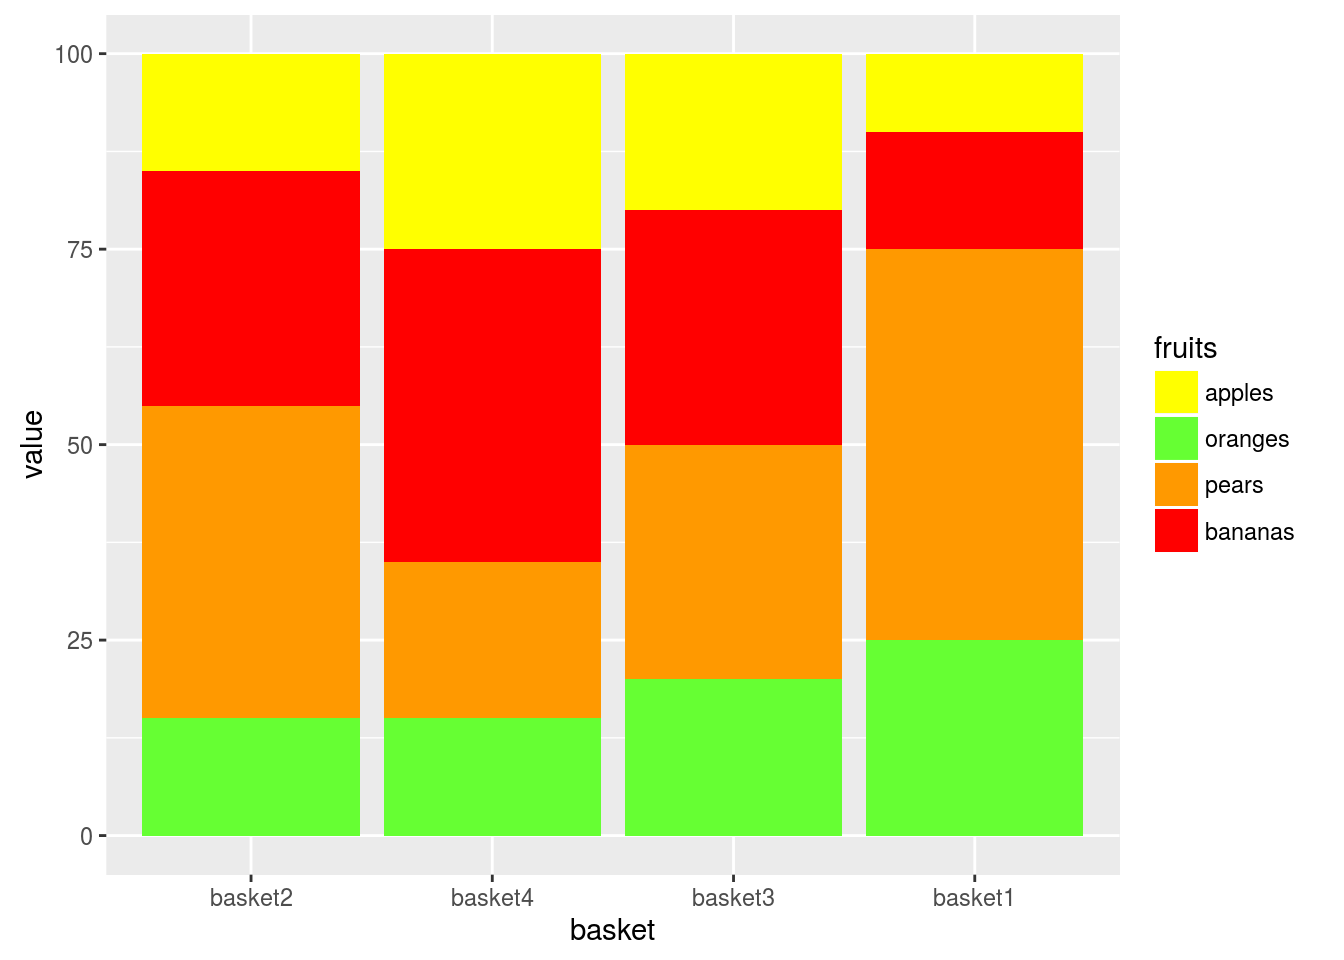 100
75
50
25
0
value
basket2 basket4 basket3 basket1
basket
fruits
apples
oranges
pears
bananas